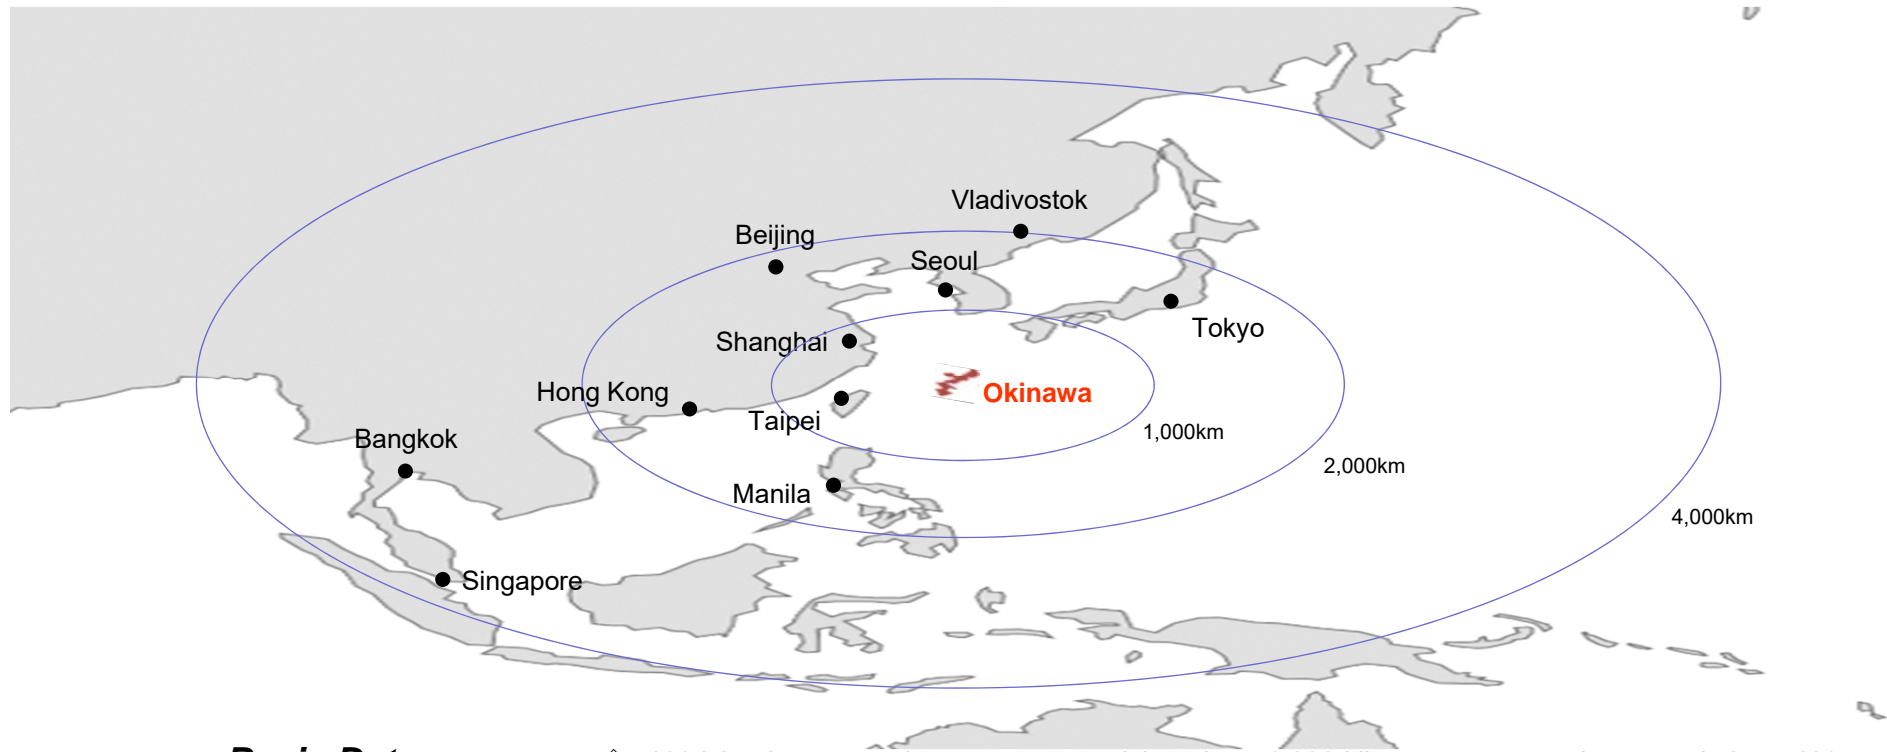 Vladivostok
Beijing
Seoul
Tokyo
Shanghai
Okinawa
Hong Kong
Taipei
1,000km
Bangkok
2,000km
Manila
4,000km
Singapore